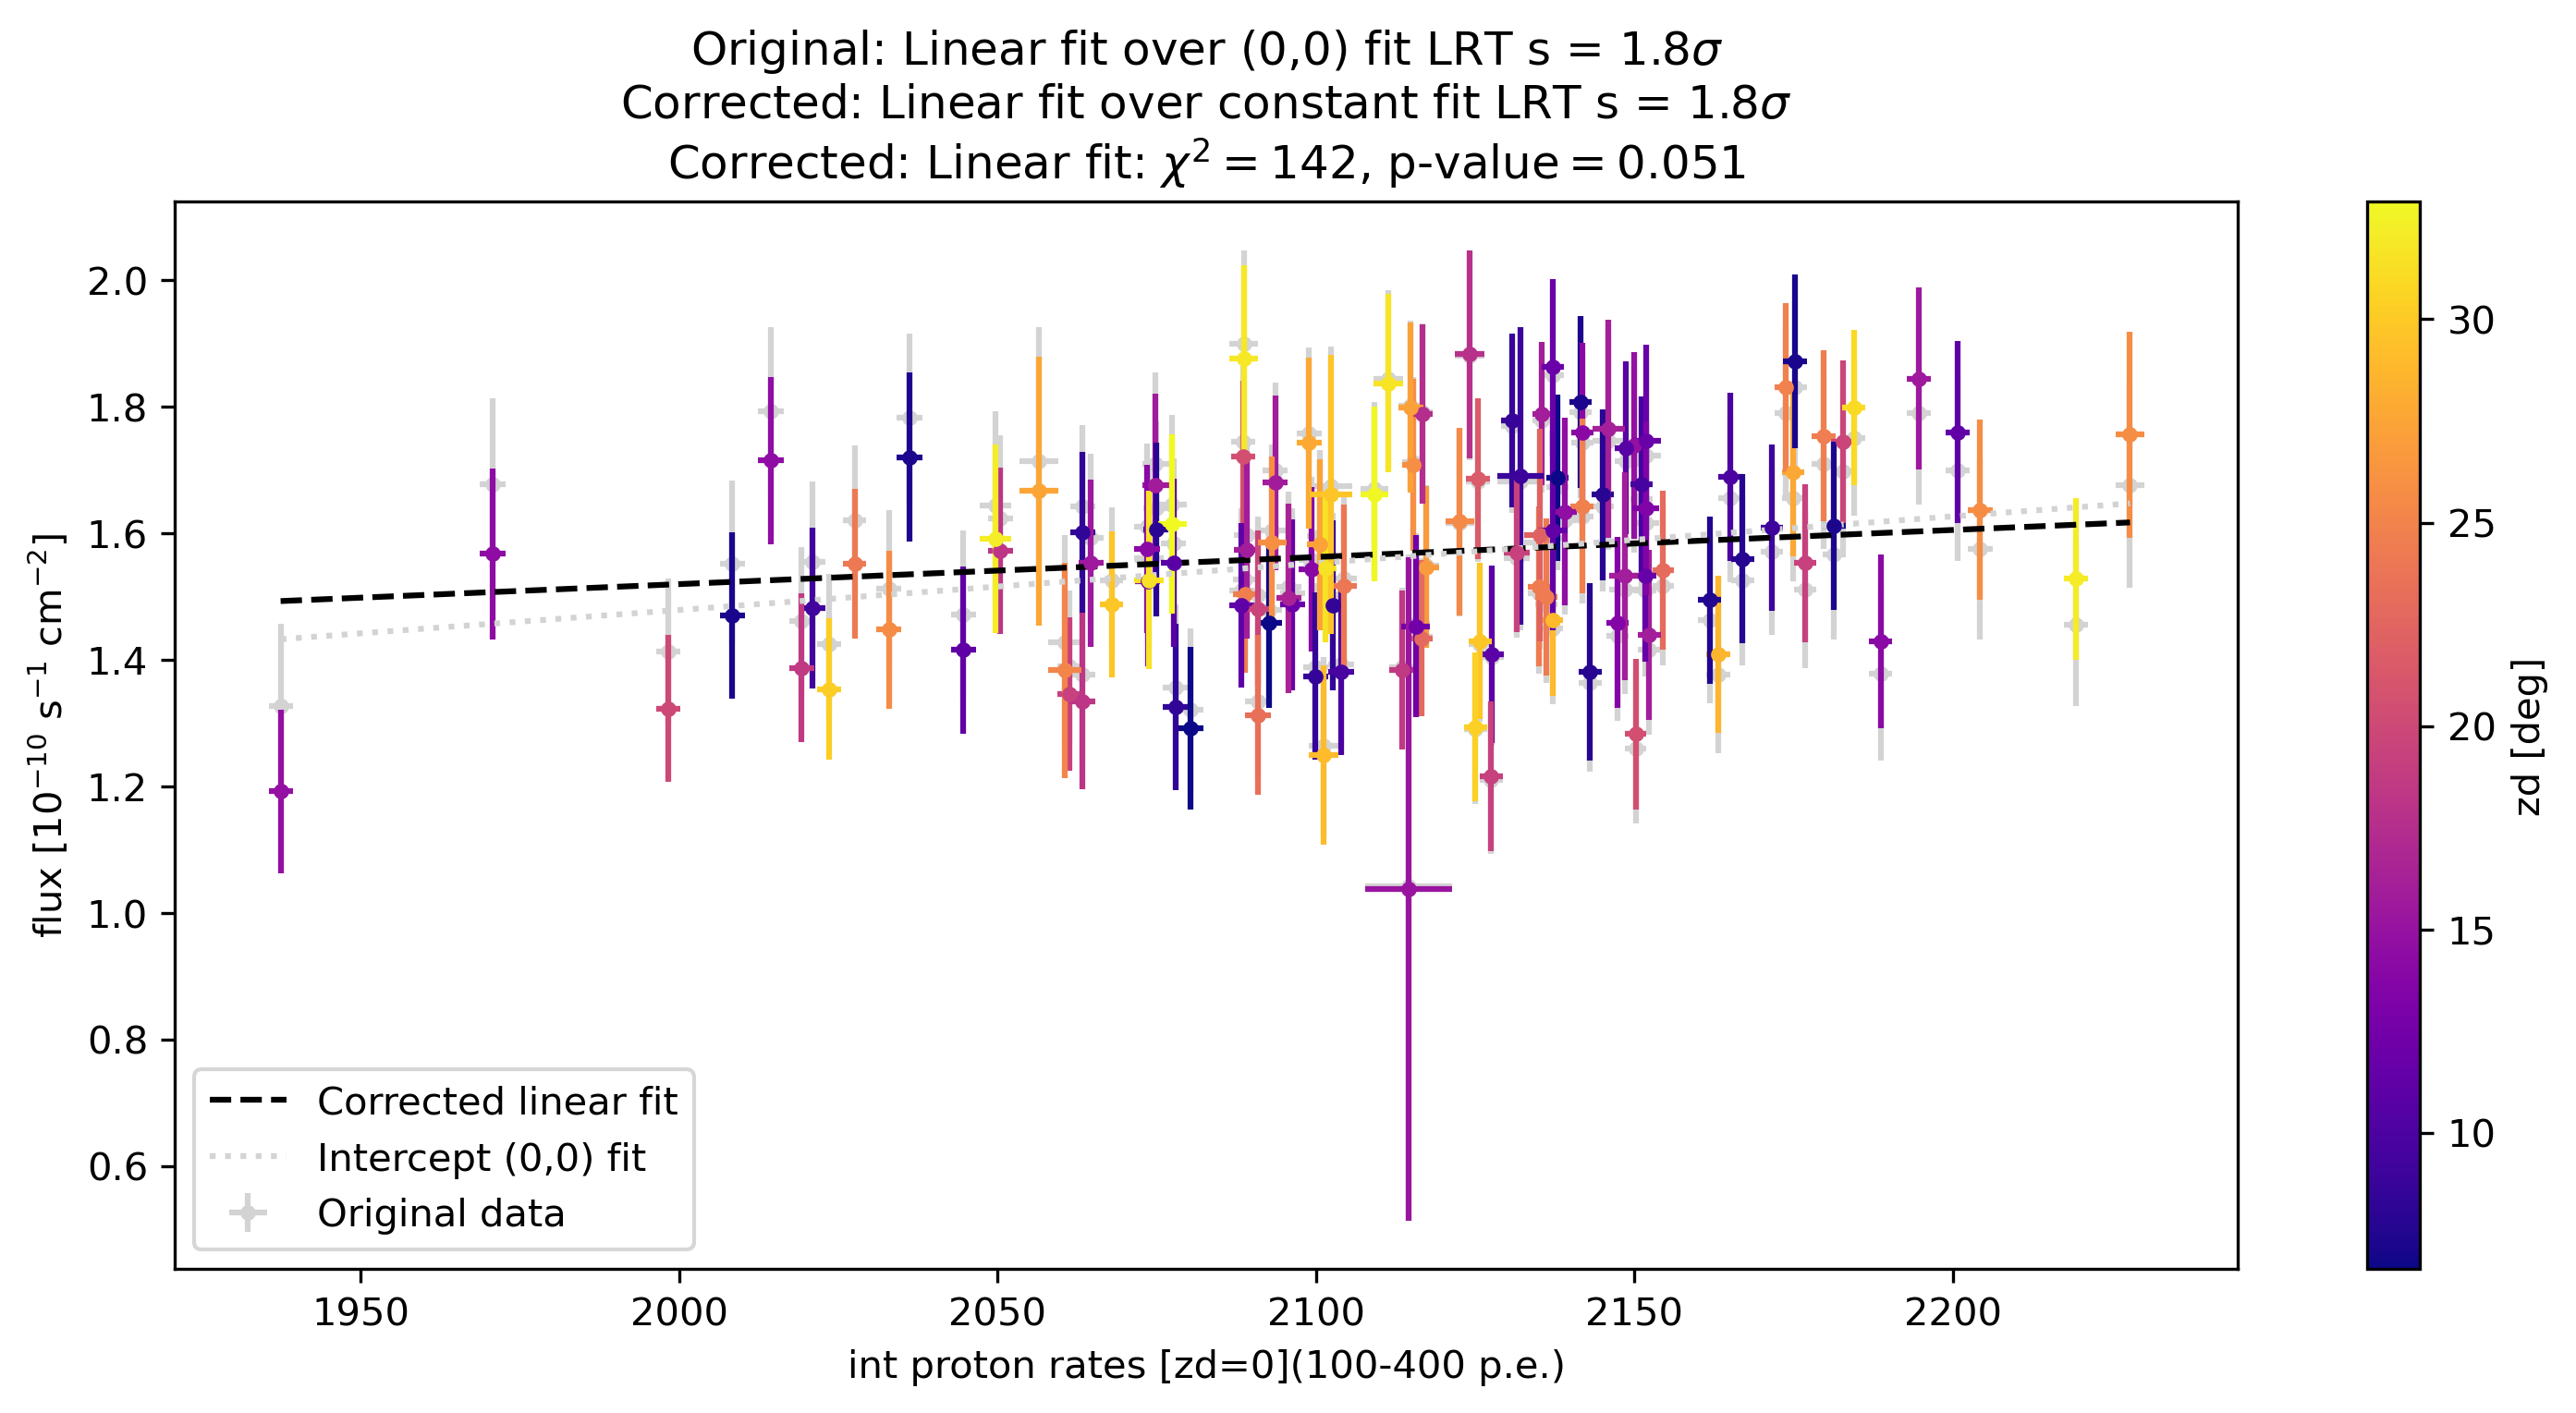 Original: Linear fit over (0,0) fit LRT s = 1.8σ
Corrected: Linear fit over constant fit LRT s = 1.8σ
Corrected: Linear fit: χ² = 142, p-value = 0.051
flux [10⁻¹⁰ s⁻¹ cm⁻²]
2.0
1.8
1.6
1.4
1.2
1.0
0.8
0.6
Corrected linear fit
Intercept (0,0) fit
Original data
1950
2000
2050
2100
2150
2200
int proton rates [zd=0](100-400 p.e.)
30
25
20
15
10
zd [deg]